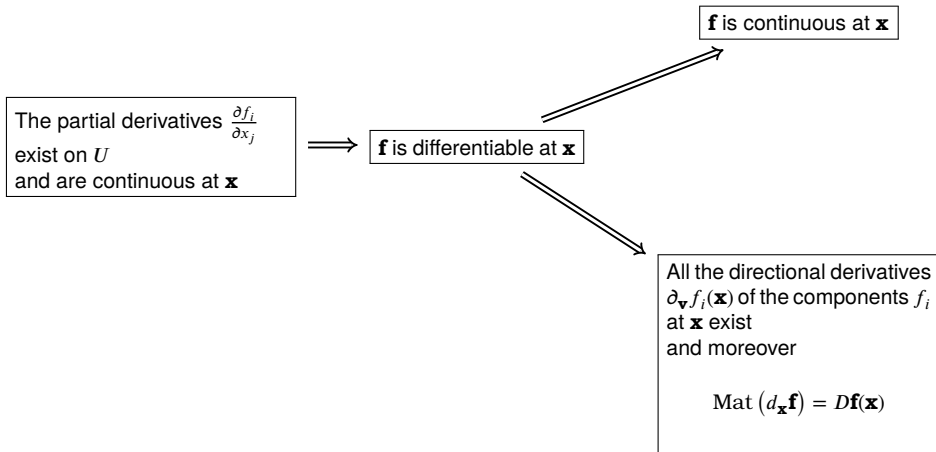 𝐟 is continuous at 𝐱
The partial derivatives ∂f_i/∂x_j
exist on U
and are continuous at 𝐱
𝐟 is differentiable at 𝐱
All the directional derivatives
∂_𝐯 f_i(𝐱) of the components f_i
at 𝐱 exist
and moreover
Mat (d_𝐱 𝐟) = D𝐟(𝐱)